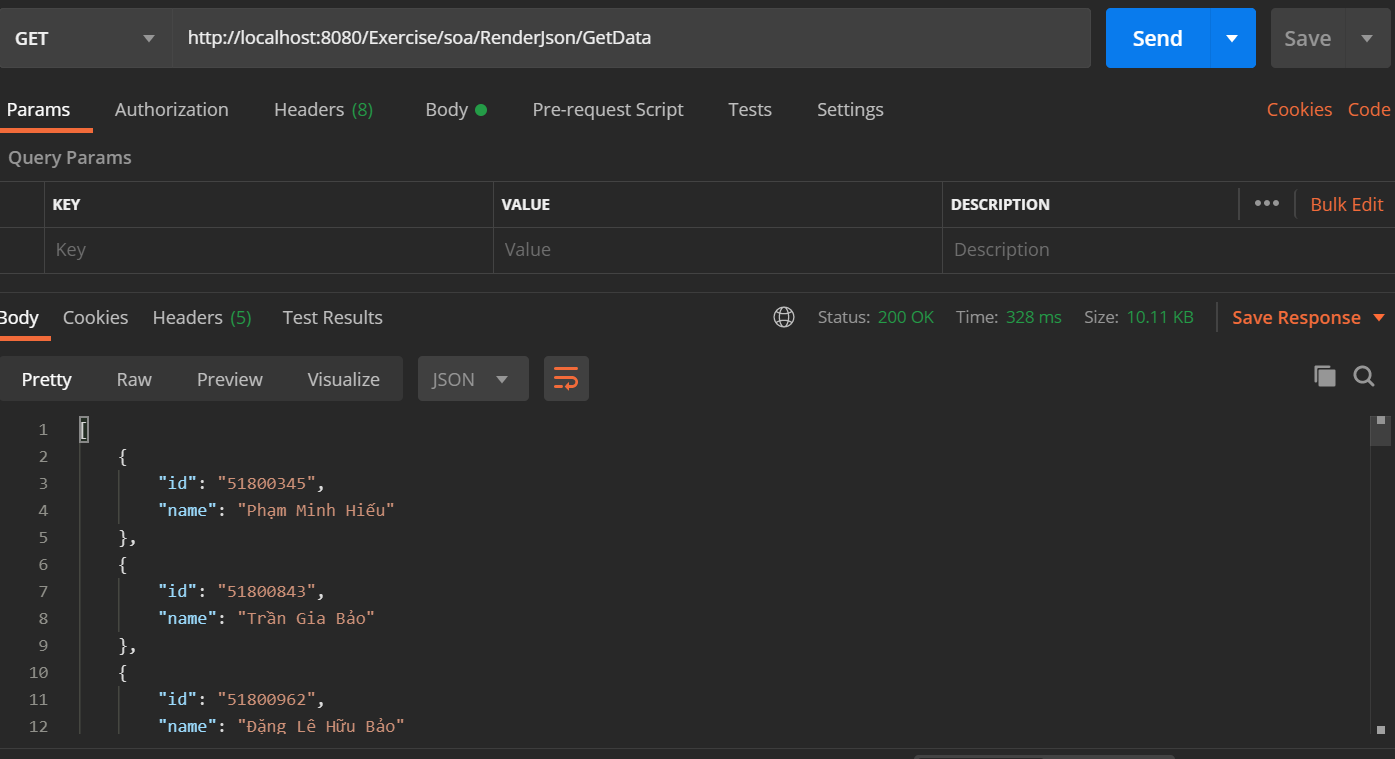 GET http://localhost:8080/Exercise/soa/RenderJson/GetData Send Save
Params Authorization Headers (8) Body Pre-request Script Tests Settings Cookies Code
Query Params
KEY VALUE DESCRIPTION ••• Bulk Edit
Key Value Description
Body Cookies Headers (5) Test Results Status: 200 OK Time: 328 ms Size: 10.11 KB Save Response
Pretty Raw Preview Visualize JSON
1 [
2 {
3 "id": "51800345",
4 "name": "Phạm Minh Hiếu"
5 },
6 {
7 "id": "51800843",
8 "name": "Trần Gia Bảo"
9 },
10 {
11 "id": "51800962",
12 "name": "Đặng Lê Hữu Bảo"